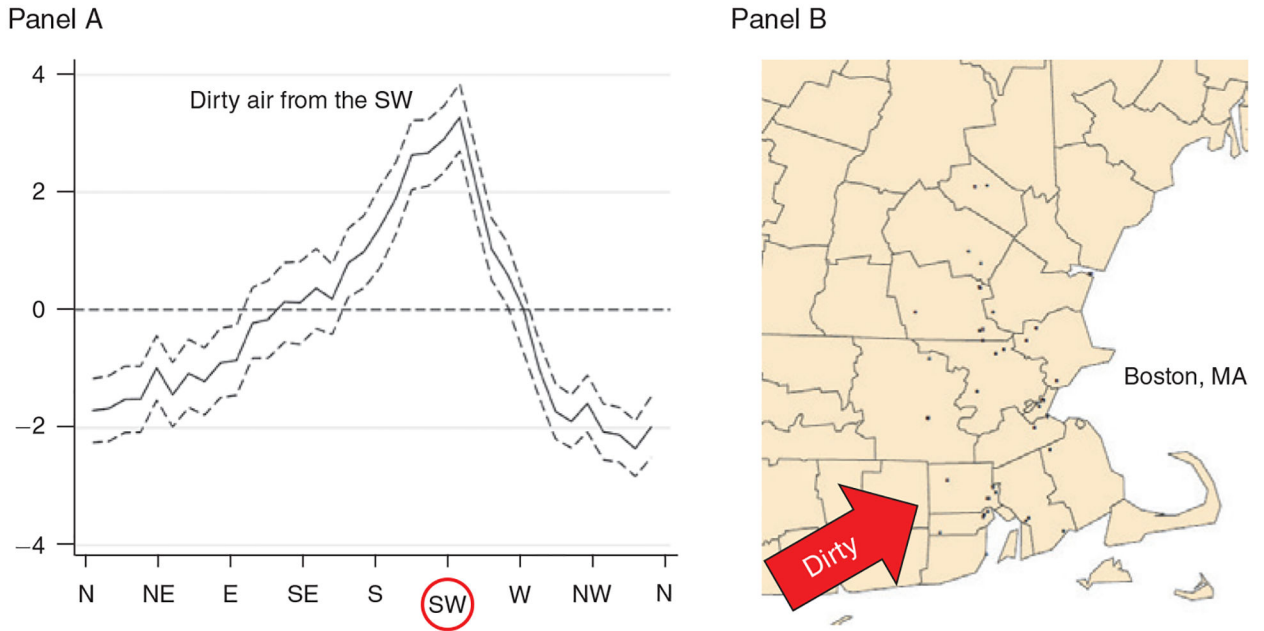 Panel A
Panel B
4
Dirty air from the SW
2
0
−2
−4
N NE E SE S SW W NW N
Boston, MA
Dirty